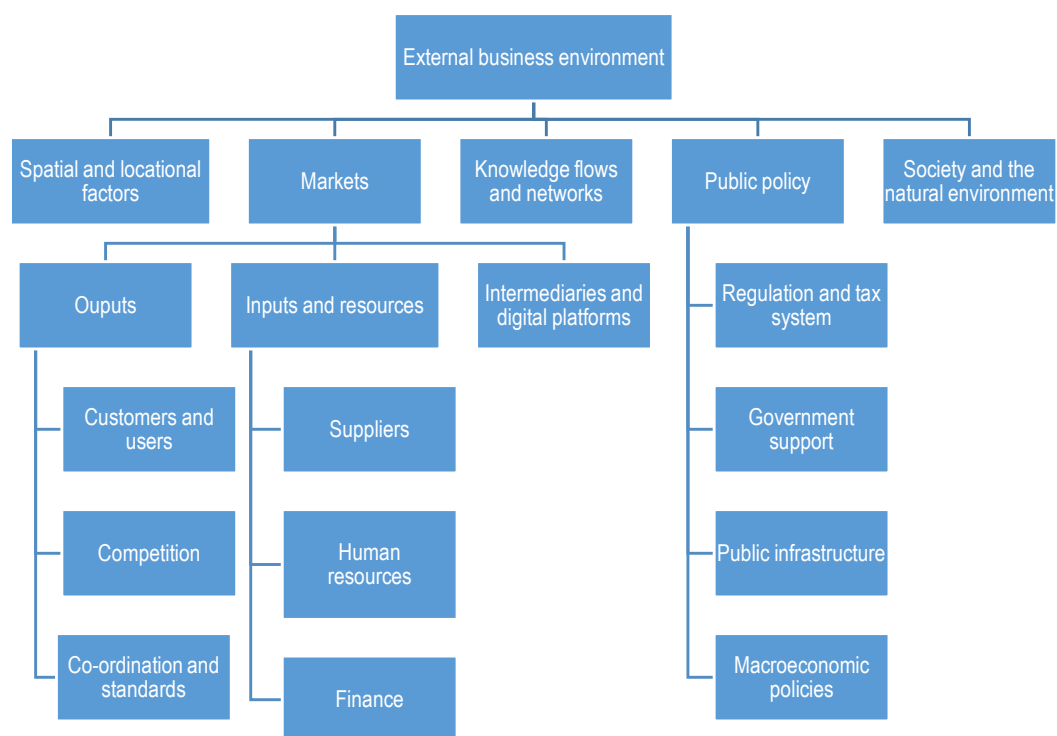 External business environment
Spatial and locational
factors
Markets
Knowledge flows
and networks
Public policy
Society and the
natural environment
Ouputs
Inputs and resources
Intermediaries and
digital platforms
Regulation and tax
system
Customers and
users
Suppliers
Government
support
Competition
Human
resources
Public infrastructure
Co-ordination and
standards
Finance
Macroeconomic
policies